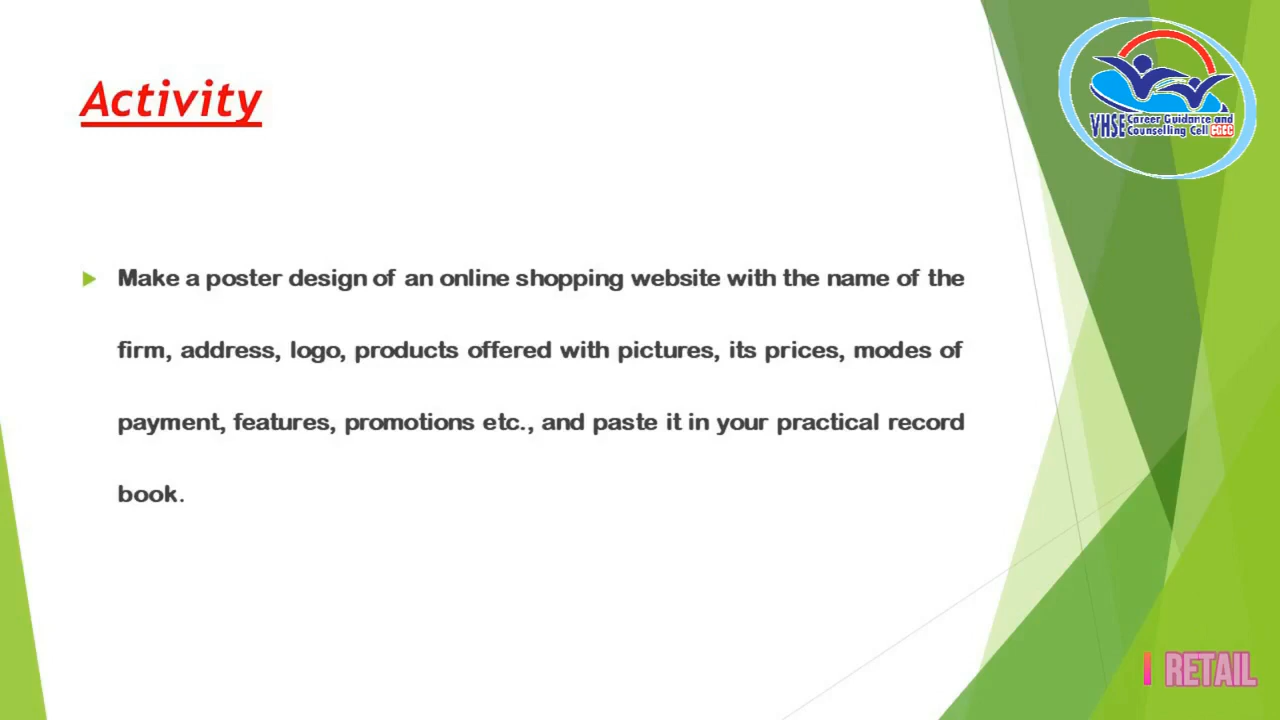 Activity
VHSE Career Guidance and
Counselling Cell CGCC
Make a poster design of an online shopping website with the name of the
firm, address, logo, products offered with pictures, its prices, modes of
payment, features, promotions etc., and paste it in your practical record
book.
I RETAIL